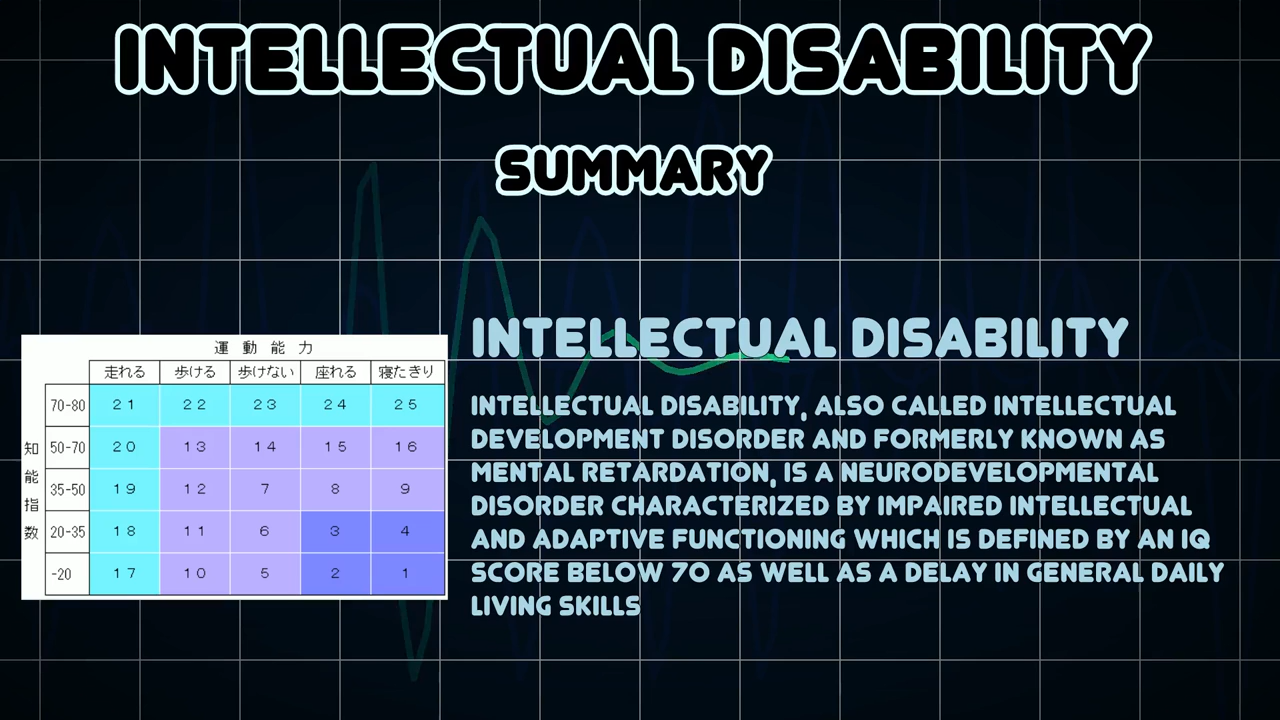 INTELLECTUAL DISABILITY
SUMMARY
運動能力
走れる 歩ける 歩けない 座れる 寝たきり
知能指数
70-80 21 22 23 24 25
50-70 20 13 14 15 16
35-50 19 12 7 8 9
20-35 18 11 6 3 4
-20 17 10 5 2 1
INTELLECTUAL DISABILITY
INTELLECTUAL DISABILITY, ALSO CALLED INTELLECTUAL
DEVELOPMENT DISORDER AND FORMERLY KNOWN AS
MENTAL RETARDATION, IS A NEURODEVELOPMENTAL
DISORDER CHARACTERIZED BY IMPAIRED INTELLECTUAL
AND ADAPTIVE FUNCTIONING WHICH IS DEFINED BY AN IQ
SCORE BELOW 70 AS WELL AS A DELAY IN GENERAL DAILY
LIVING SKILLS